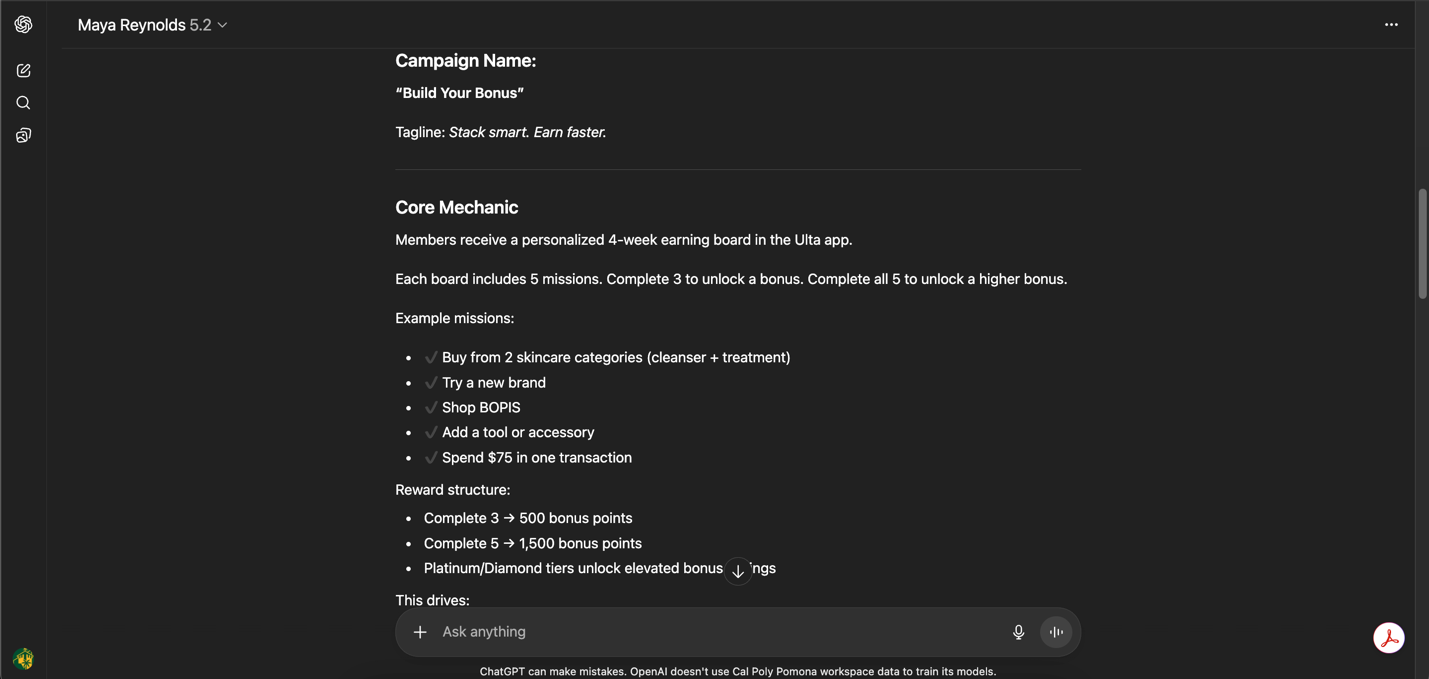 Maya Reynolds 5.2
Campaign Name:
“Build Your Bonus”
Tagline: Stack smart. Earn faster.
Core Mechanic
Members receive a personalized 4-week earning board in the Ulta app.
Each board includes 5 missions. Complete 3 to unlock a bonus. Complete all 5 to unlock a higher bonus.
Example missions:
• ✔ Buy from 2 skincare categories (cleanser + treatment)
• ✔ Try a new brand
• ✔ Shop BOPIS
• ✔ Add a tool or accessory
• ✔ Spend $75 in one transaction
Reward structure:
• Complete 3 → 500 bonus points
• Complete 5 → 1,500 bonus points
• Platinum/Diamond tiers unlock elevated bonus
This drives:
Ask anything
ChatGPT can make mistakes. OpenAI doesn't use Cal Poly Pomona workspace data to train its models.